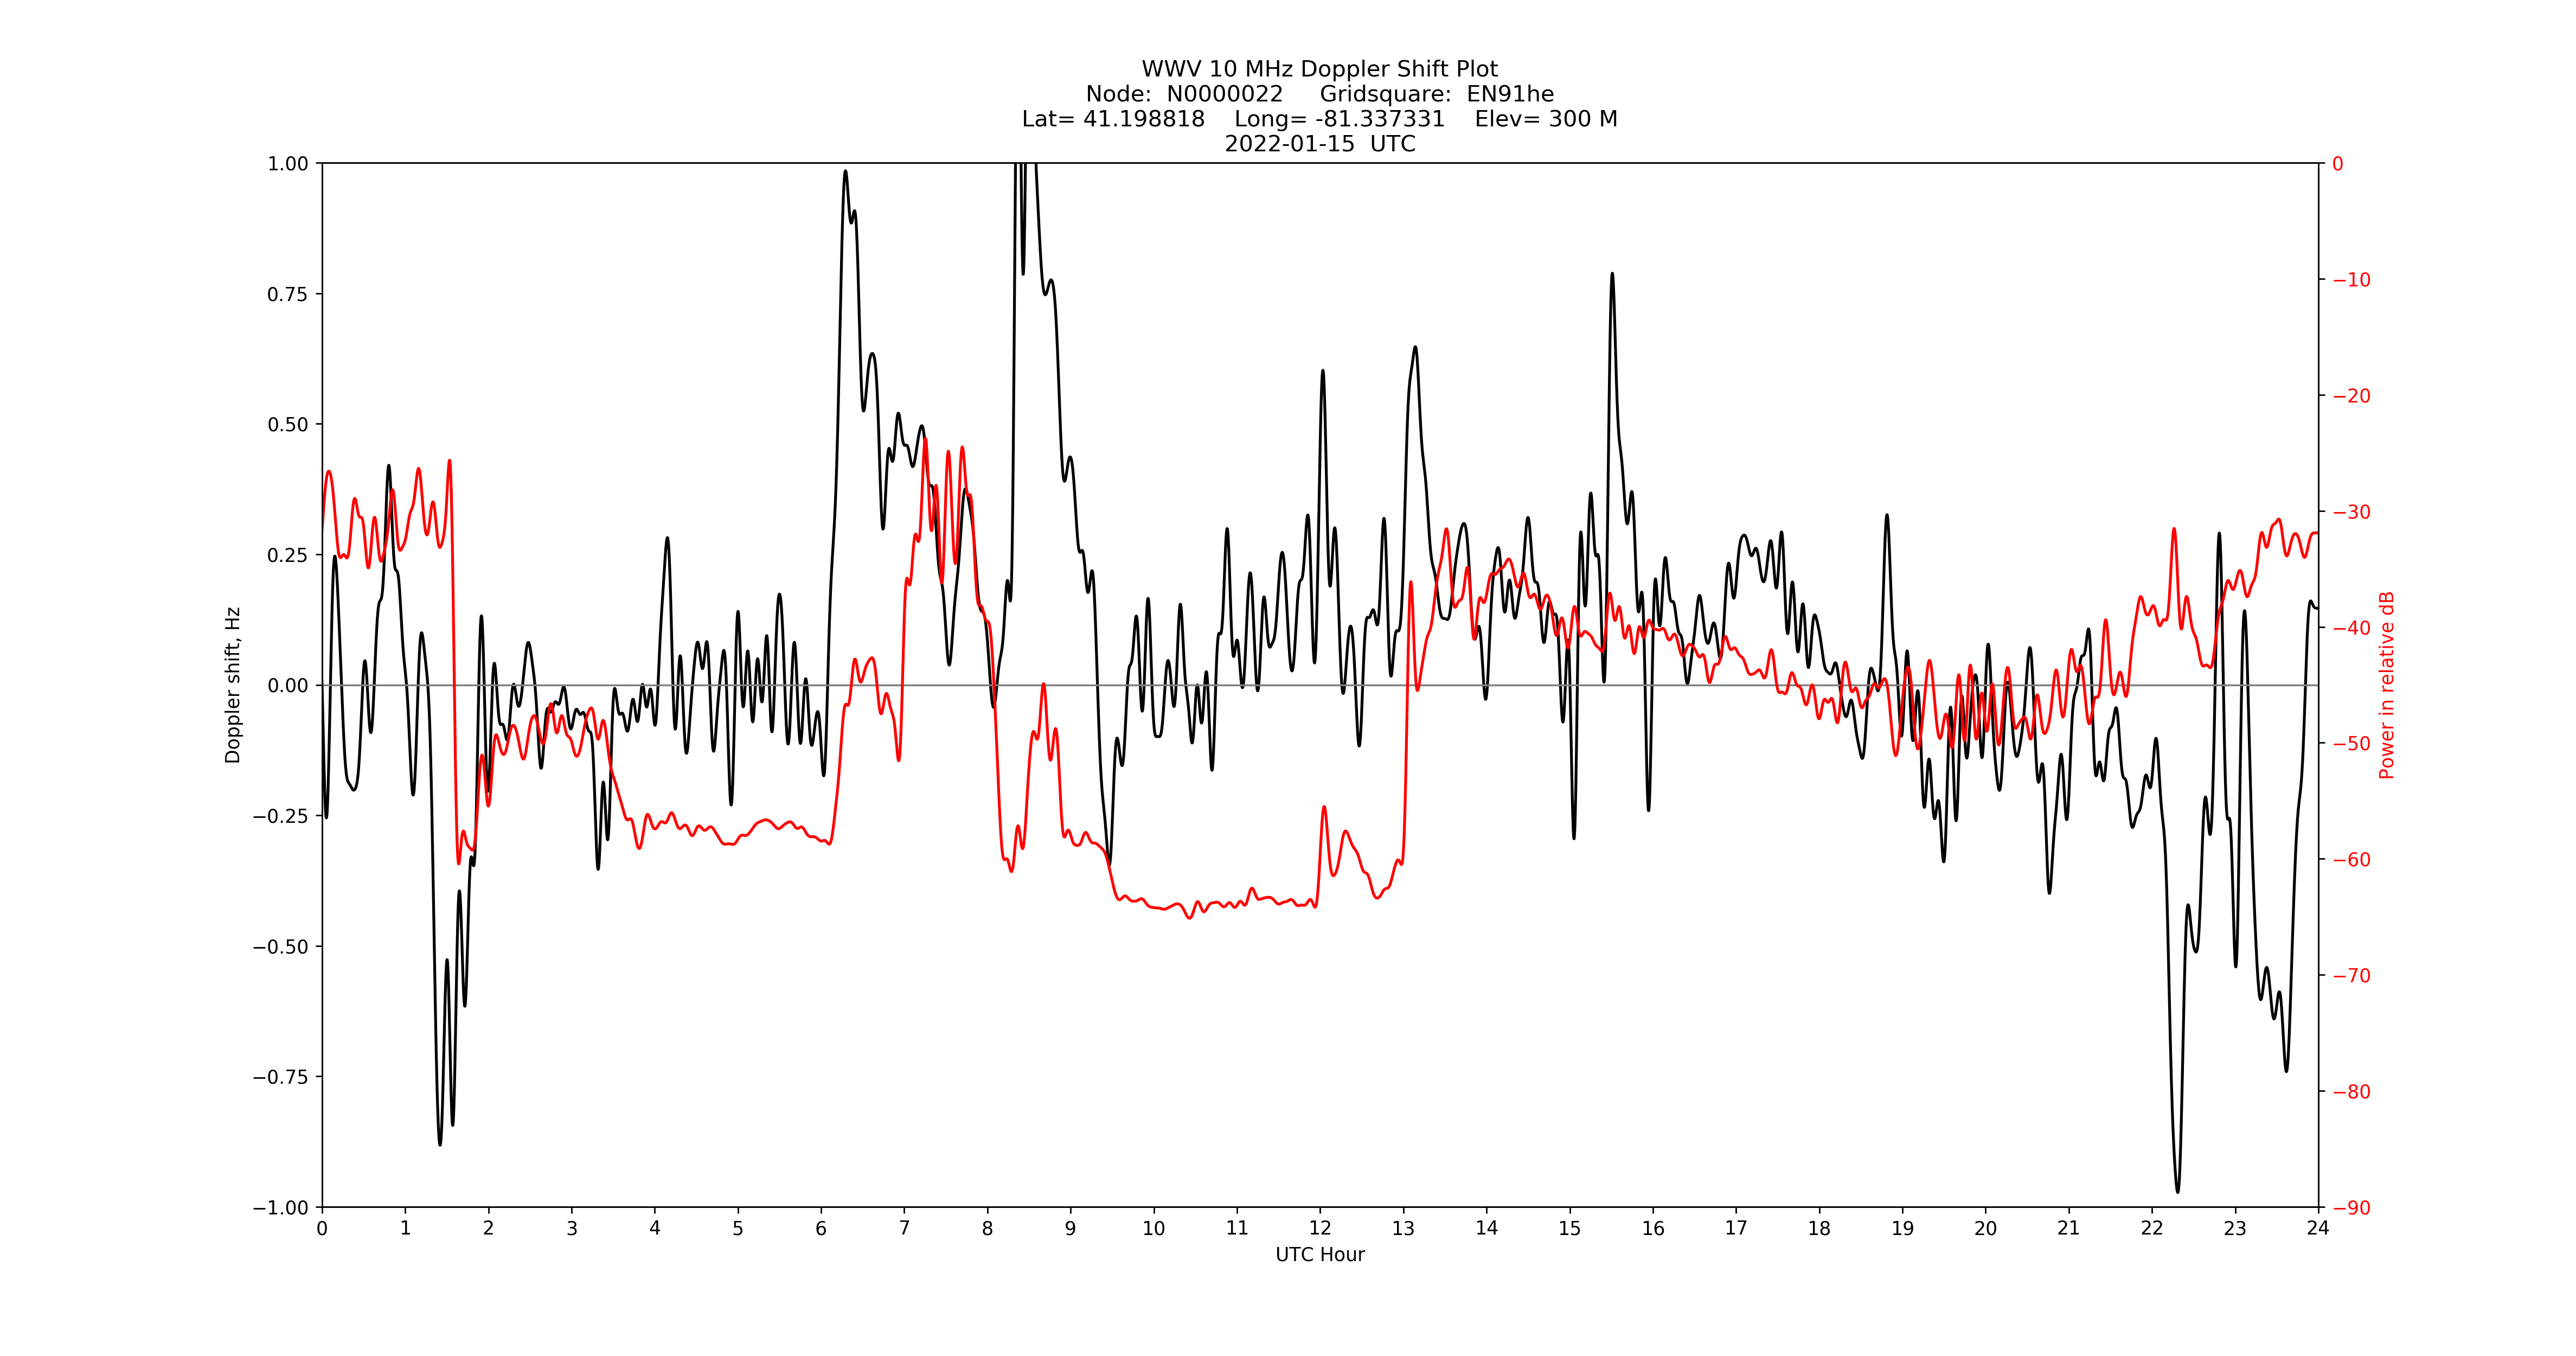 WWV 10 MHz Doppler Shift Plot
Node:  N0000022     Gridsquare:  EN91he
Lat= 41.198818    Long= -81.337331    Elev= 300 M
2022-01-15  UTC
1.00
0.75
0.50
0.25
0.00
−0.25
−0.50
−0.75
−1.00
Doppler shift, Hz
0
−10
−20
−30
−40
−50
−60
−70
−80
−90
Power in relative dB
0 1 2 3 4 5 6 7 8 9 10 11 12 13 14 15 16 17 18 19 20 21 22 23 24
UTC Hour